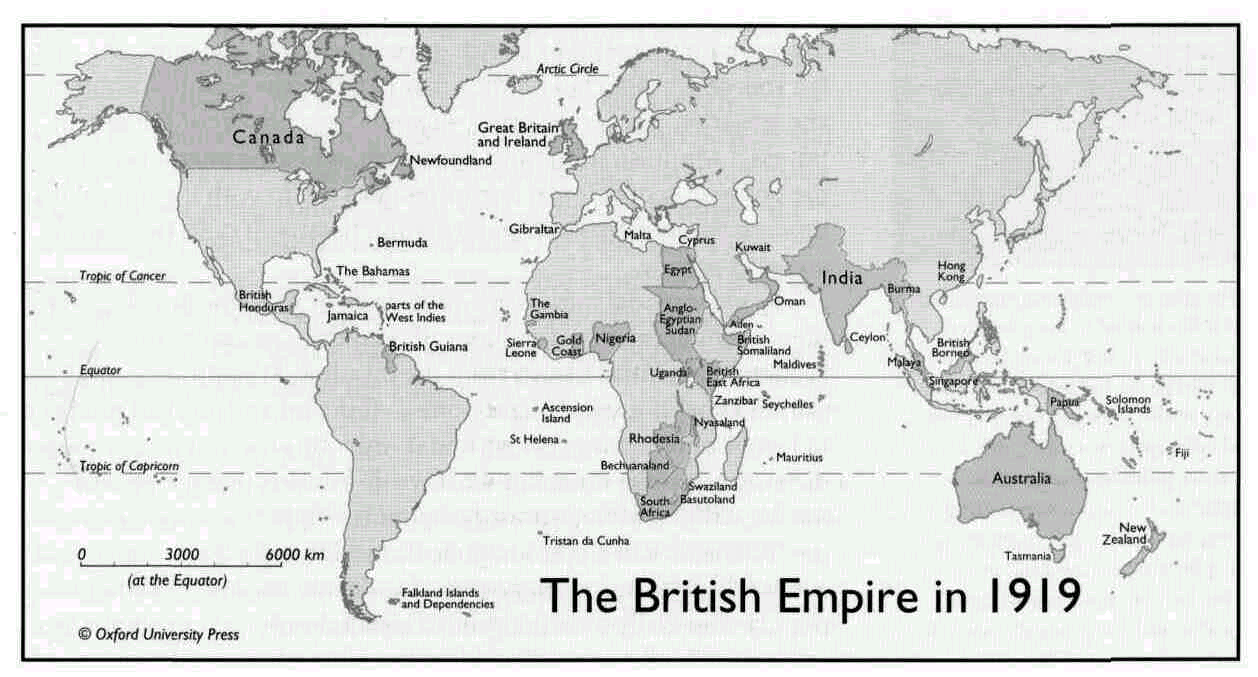 Arctic Circle
Great Britain
and Ireland
Canada
Newfoundland
Gibraltar
Malta
Cyprus
Kuwait
Bermuda
Tropic of Cancer
The Bahamas
Egypt
India
Hong
Kong
British
Honduras
Jamaica
parts of the
West Indies
The
Gambia
Anglo-
Egyptian
Sudan
Oman
Burma
Aden
British Guiana
Sierra
Leone
Gold
Coast
Nigeria
British
Somaliland
Ceylon
British
Borneo
Maldives
Malaya
Equator
Uganda
British
East Africa
Singapore
Zanzibar
Seychelles
Papua
Solomon
Islands
Ascension
Island
Nyasaland
St Helena
Rhodesia
Fiji
Tropic of Capricorn
Bechuanaland
Mauritius
Swaziland
Basutoland
South
Africa
Australia
Tristan da Cunha
New
Zealand
Tasmania
0 3000 6000 km
(at the Equator)
Falkland Islands
and Dependencies
The British Empire in 1919
© Oxford University Press